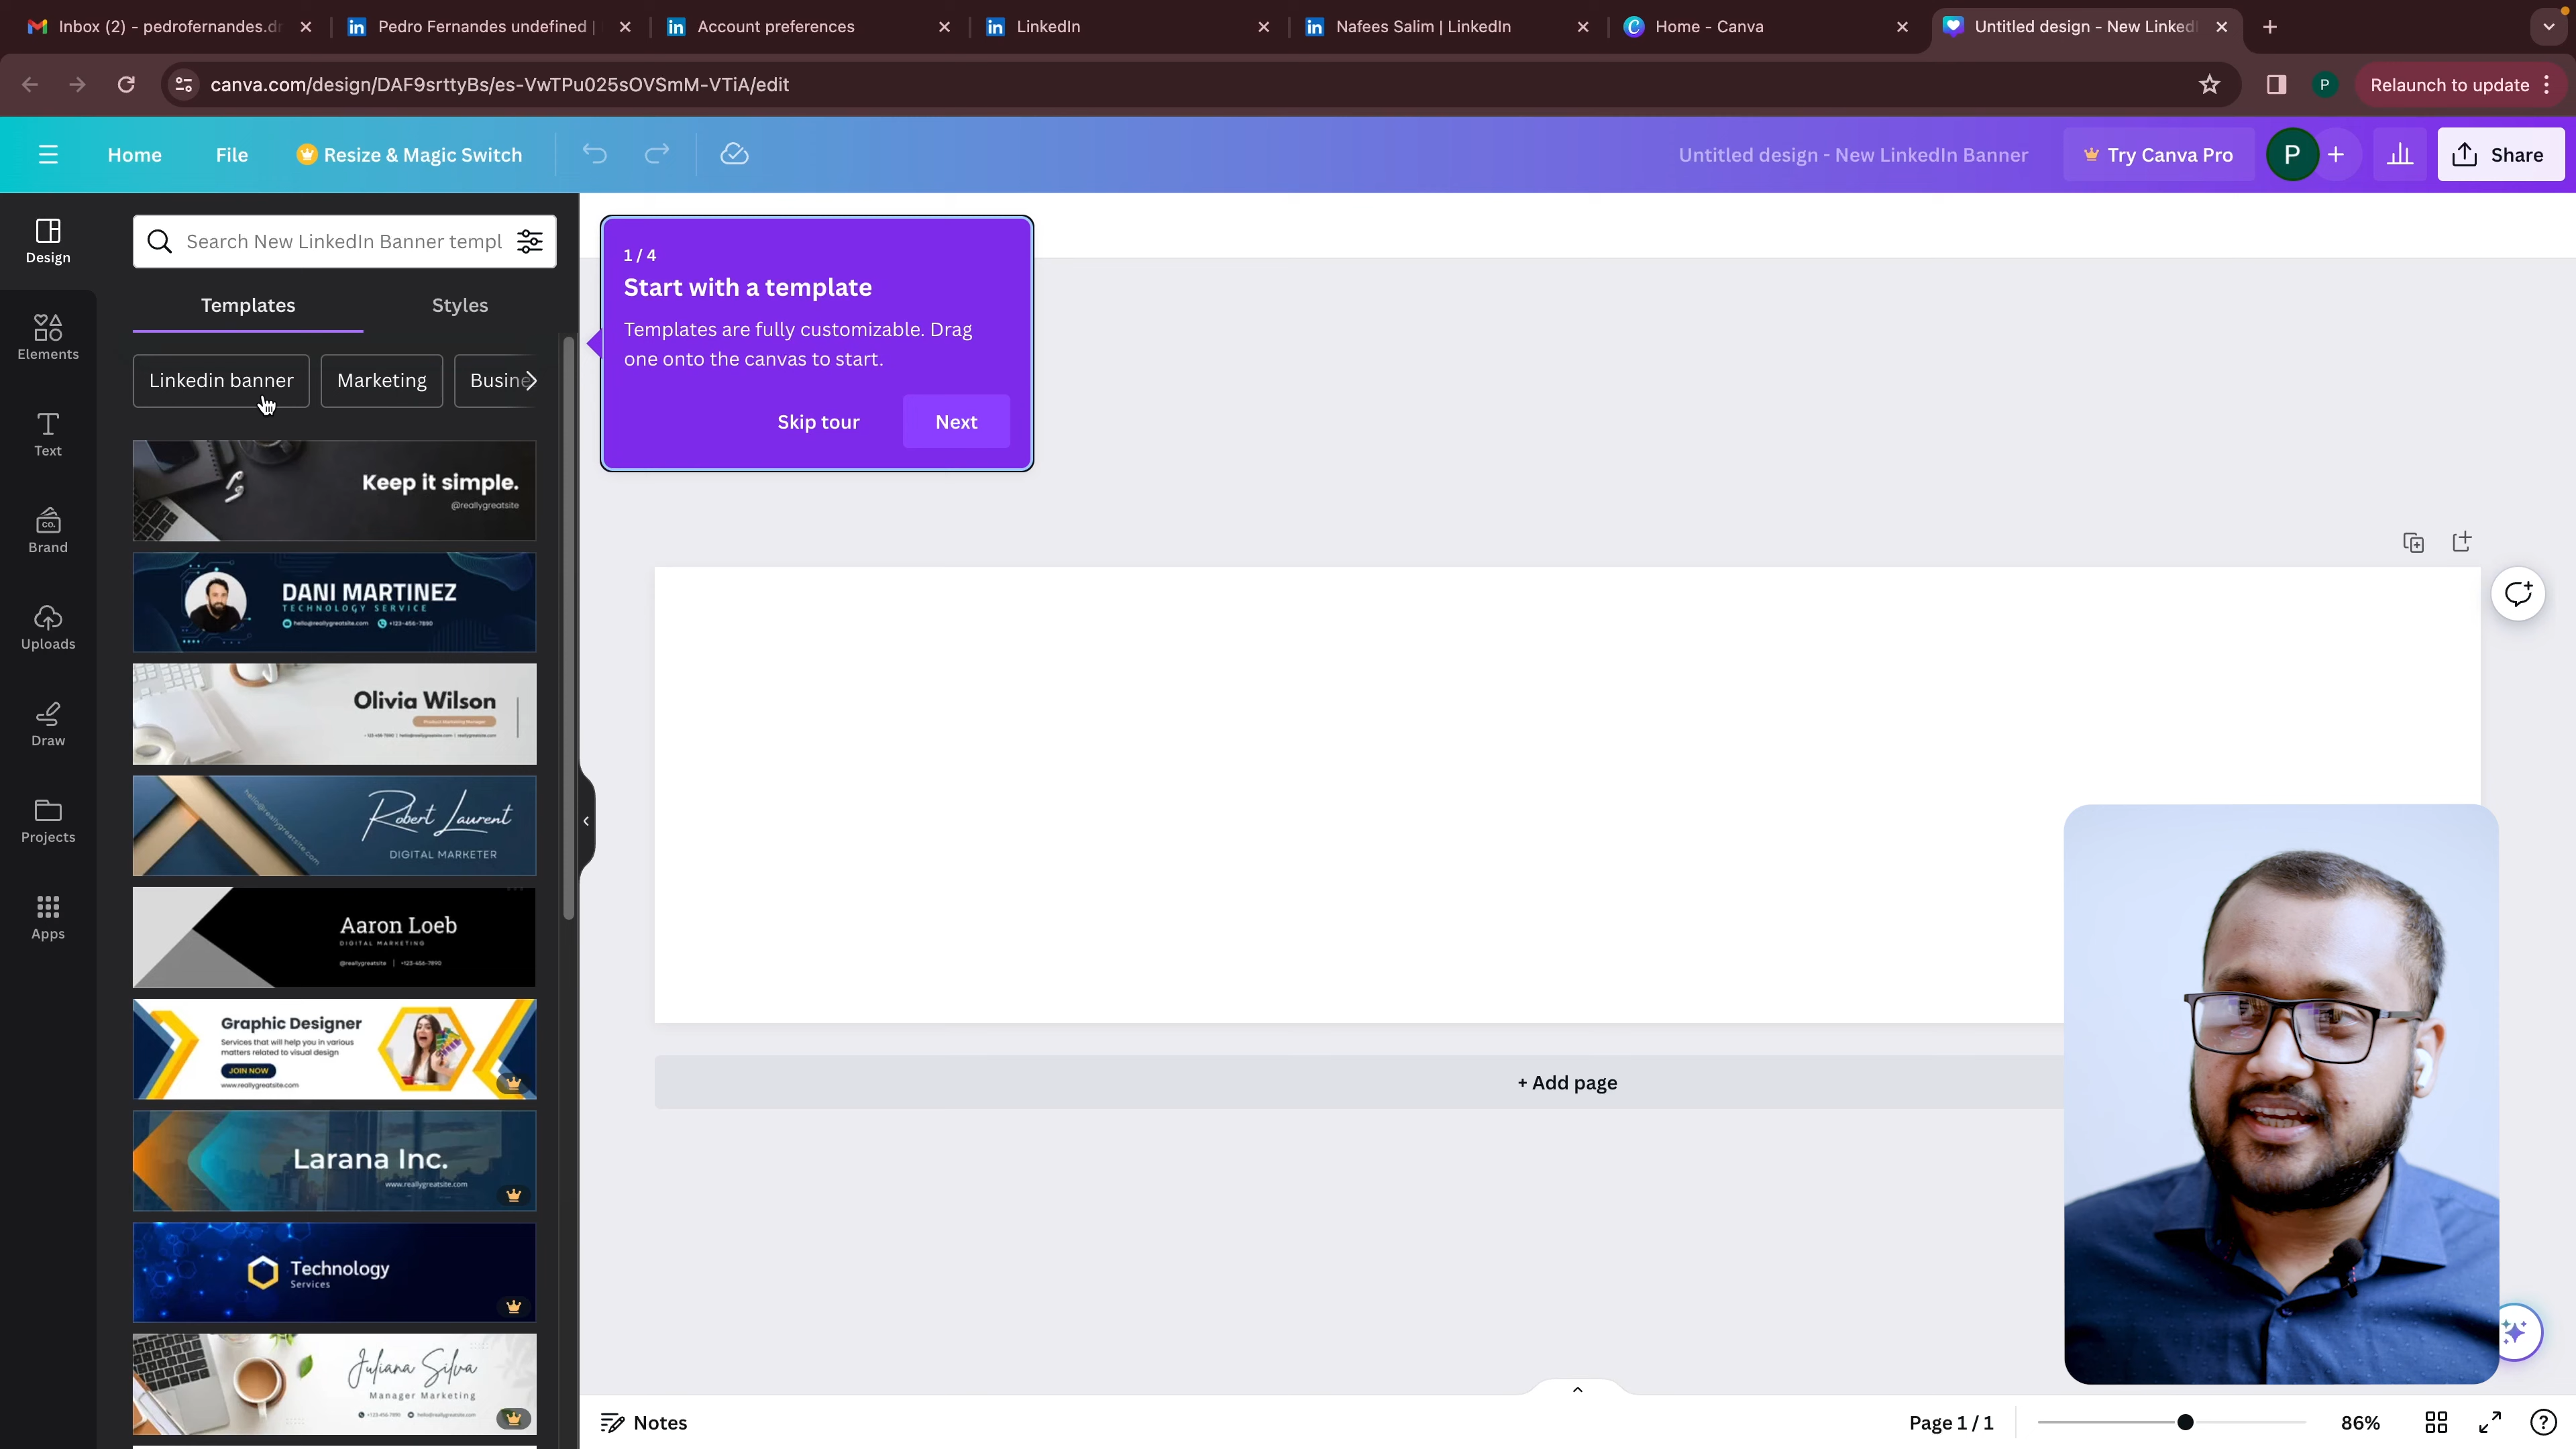 Inbox (2) - pedrofernandes.dr
Pedro Fernandes undefined |
Account preferences
LinkedIn
Nafees Salim | LinkedIn
Home - Canva
Untitled design - New Linked
canva.com/design/DAF9srttyBs/es-VwTPu025sOVSmM-VTiA/edit
P
Relaunch to update
Home
File
Resize & Magic Switch
Untitled design - New LinkedIn Banner
Try Canva Pro
P
Share
Design
Elements
Text
Brand
CO.
Uploads
Draw
Projects
Apps
Search New LinkedIn Banner templ
Templates
Styles
Linkedin banner
Marketing
Busine
Keep it simple.
@reallygreatsite
DANI MARTINEZ
TECHNOLOGY SERVICE
hello@reallygreatsite.com
+123-456-7890
Olivia Wilson
Product Marketing Manager
123-456-7890 | hello@reallygreatsite.com | reallygreatsite.com
hello@reallygreatsite.com
Robert Laurent
DIGITAL MARKETER
Aaron Loeb
DIGITAL MARKETING
@reallygreatsite | +123-456-7890
Graphic Designer
Services that will help you in various
matters related to visual design
JOIN NOW
www.reallygreatsite.com
Larana Inc.
www.reallygreatsite.com
Technology
Services
Juliana Silva
Manager Marketing
+123-456-7890
hello@reallygreatsite.com
1 / 4
Start with a template
Templates are fully customizable. Drag
one onto the canvas to start.
Skip tour
Next
+ Add page
Notes
Page 1 / 1
86%